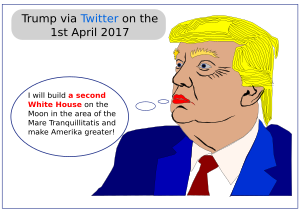 Trump via Twitter on the
1st April 2017
I will build a second
White House on the
Moon in the area of the
Mare Tranquillitatis and
make Amerika greater!